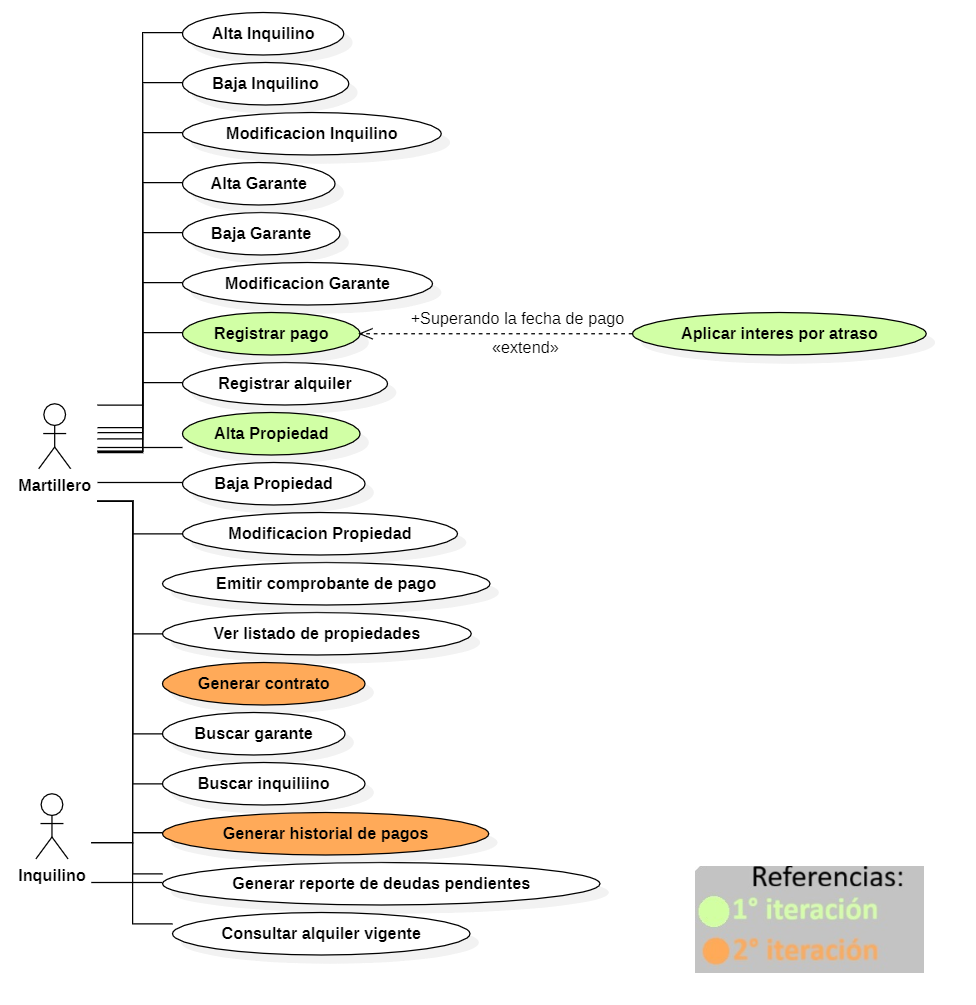 Alta Inquilino
Baja Inquilino
Modificacion Inquilino
Alta Garante
Baja Garante
Modificacion Garante
Registrar pago
+Superando la fecha de pago
«extend»
Aplicar interes por atraso
Registrar alquiler
Alta Propiedad
Martillero
Baja Propiedad
Modificacion Propiedad
Emitir comprobante de pago
Ver listado de propiedades
Generar contrato
Buscar garante
Buscar inquiliino
Generar historial de pagos
Inquilino
Generar reporte de deudas pendientes
Consultar alquiler vigente
Referencias:
1° iteración
2° iteración